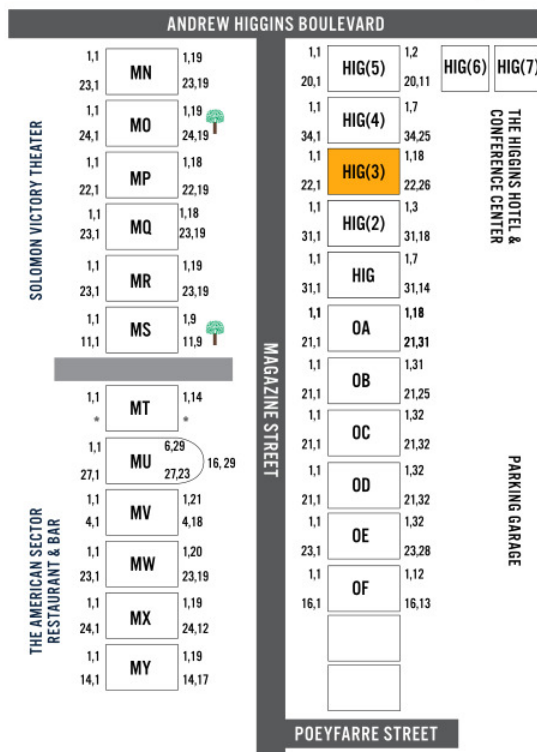 ANDREW HIGGINS BOULEVARD
SOLOMON VICTORY THEATER
1,1 MN 1,19
23,1 23,19
1,1 MO 1,19
24,1 24,19
1,1 MP 1,18
22,1 22,19
1,1 MQ 1,18
23,1 23,19
1,1 MR 1,19
23,1 23,19
1,1 MS 1,9
11,1 11,9
THE AMERICAN SECTOR
RESTAURANT & BAR
1,1 MT 1,14
* *
1,1 MU 6,29
16,29
27,1 27,23
1,1 MV 1,21
4,1 4,18
1,1 MW 1,20
23,1 23,19
1,1 MX 1,19
24,1 24,12
1,1 MY 1,19
14,1 14,17
MAGAZINE STREET
1,1 HIG(5) 1,2
20,1 20,11
HIG(6) HIG(7)
1,1 HIG(4) 1,7
34,1 34,25
1,1 HIG(3) 1,18
22,1 22,26
1,1 HIG(2) 1,3
31,1 31,18
1,1 HIG 1,7
31,1 31,14
1,1 OA 1,18
21,1 21,31
1,1 OB 1,31
21,1 21,25
1,1 OC 1,32
21,1 21,32
1,1 OD 1,32
21,1 21,32
1,1 OE 1,32
23,1 23,28
1,1 OF 1,12
16,1 16,13
THE HIGGINS HOTEL &
CONFERENCE CENTER
PARKING GARAGE
POEYFARRE STREET